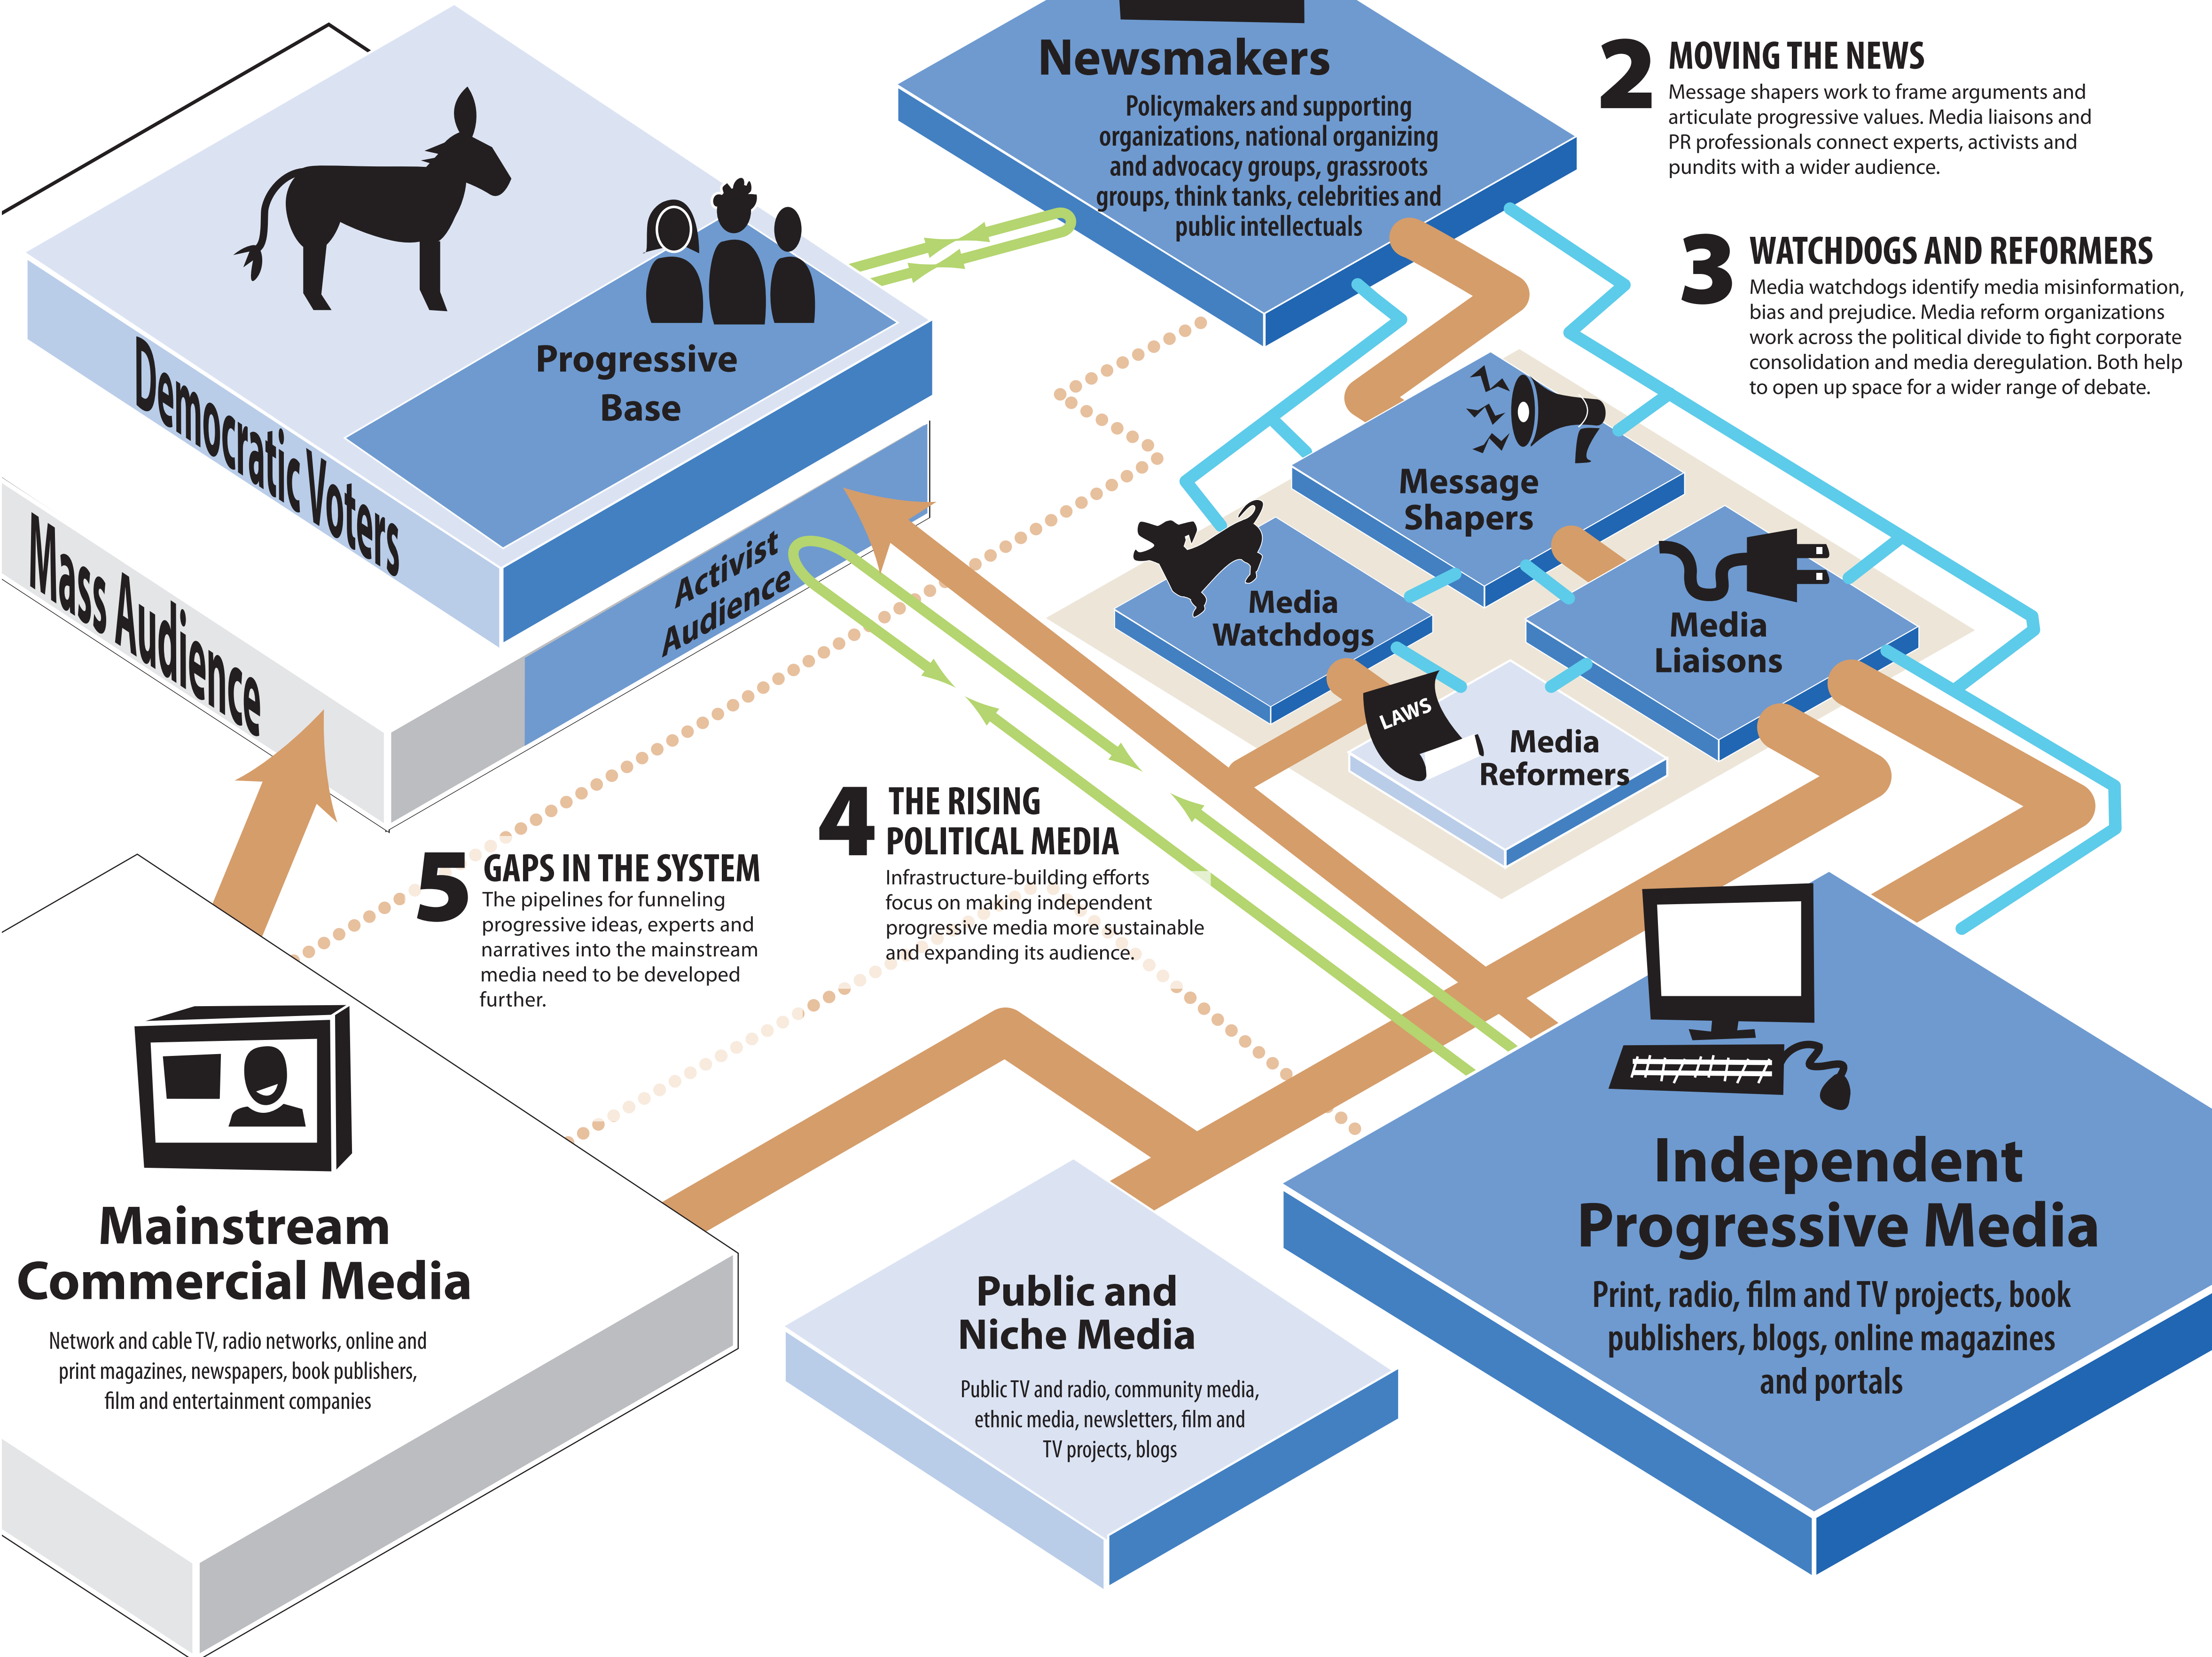 Newsmakers
Policymakers and supporting
organizations, national organizing
and advocacy groups, grassroots
groups, think tanks, celebrities and
public intellectuals
2
MOVING THE NEWS
Message shapers work to frame arguments and
articulate progressive values. Media liaisons and
PR professionals connect experts, activists and
pundits with a wider audience.
3
WATCHDOGS AND REFORMERS
Media watchdogs identify media misinformation,
bias and prejudice. Media reform organizations
work across the political divide to fight corporate
consolidation and media deregulation. Both help
to open up space for a wider range of debate.
Progressive
Base
Democratic Voters
Mass Audience
Activist
Audience
Message
Shapers
Media
Watchdogs
Media
Liaisons
LAWS
Media
Reformers
4
THE RISING
POLITICAL MEDIA
Infrastructure-building efforts
focus on making independent
progressive media more sustainable
and expanding its audience.
5
GAPS IN THE SYSTEM
The pipelines for funneling
progressive ideas, experts and
narratives into the mainstream
media need to be developed
further.
Mainstream
Commercial Media
Network and cable TV, radio networks, online and
print magazines, newspapers, book publishers,
film and entertainment companies
Public and
Niche Media
Public TV and radio, community media,
ethnic media, newsletters, film and
TV projects, blogs
Independent
Progressive Media
Print, radio, film and TV projects, book
publishers, blogs, online magazines
and portals